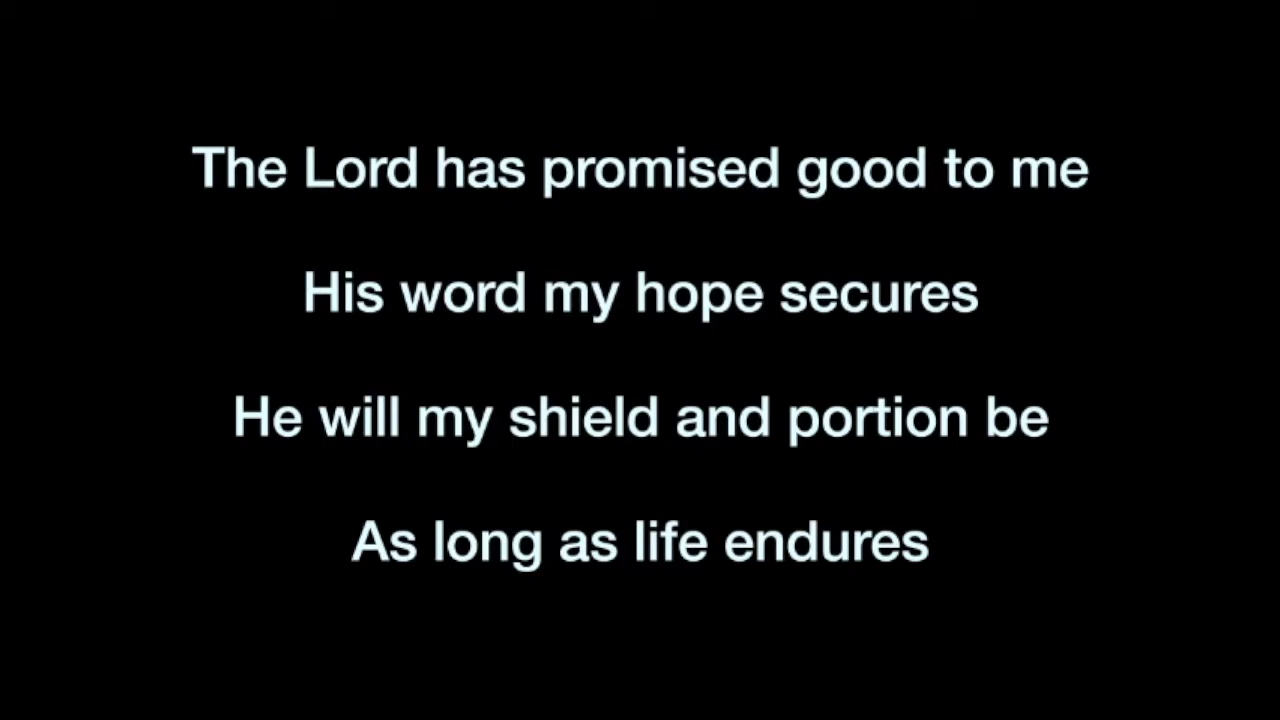 The Lord has promised good to me
His word my hope secures
He will my shield and portion be
As long as life endures